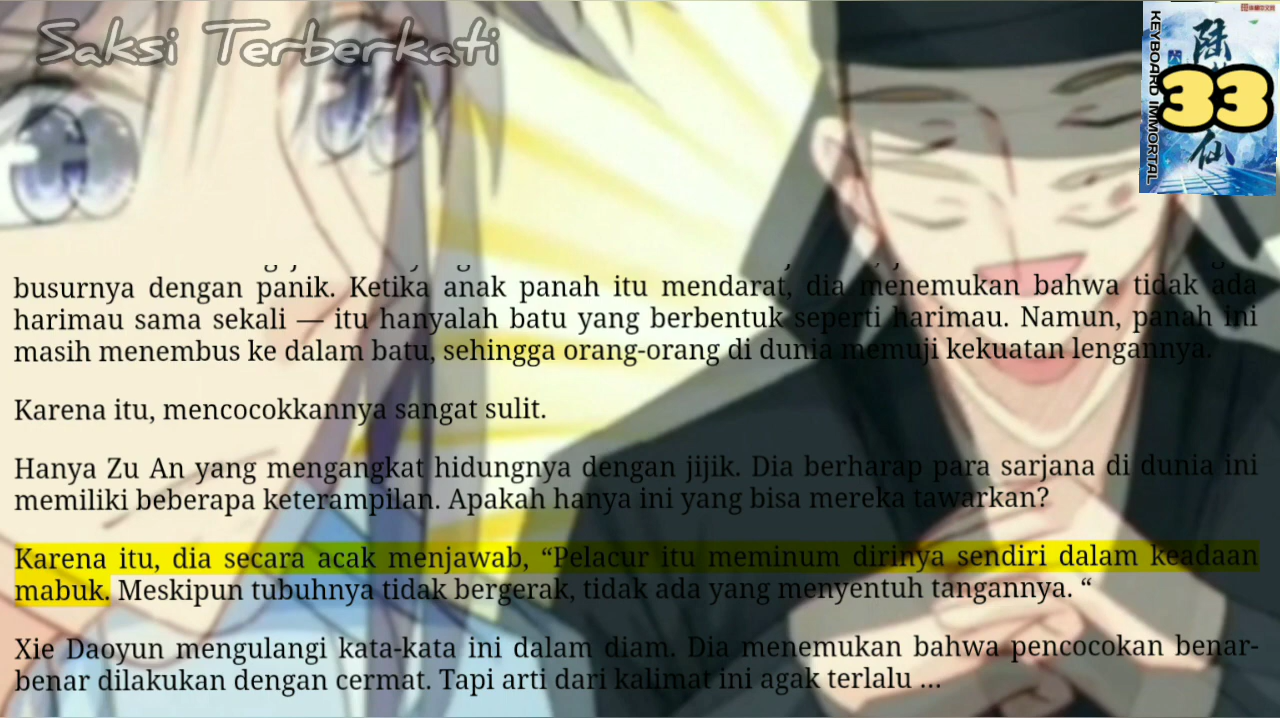 Saksi Terberkati
KEYBOARD IMMORTAL
33
busurnya dengan panik. Ketika anak panah itu mendarat, dia menemukan bahwa tidak ada
harimau sama sekali — itu hanyalah batu yang berbentuk seperti harimau. Namun, panah ini
masih menembus ke dalam batu, sehingga orang-orang di dunia memuji kekuatan lengannya.
Karena itu, mencocokkannya sangat sulit.
Hanya Zu An yang mengangkat hidungnya dengan jijik. Dia berharap para sarjana di dunia ini
memiliki beberapa keterampilan. Apakah hanya ini yang bisa mereka tawarkan?
Karena itu, dia secara acak menjawab, “Pelacur itu meminum dirinya sendiri dalam keadaan
mabuk. Meskipun tubuhnya tidak bergerak, tidak ada yang menyentuh tangannya. “
Xie Daoyun mengulangi kata-kata ini dalam diam. Dia menemukan bahwa pencocokan benar-
benar dilakukan dengan cermat. Tapi arti dari kalimat ini agak terlalu ...